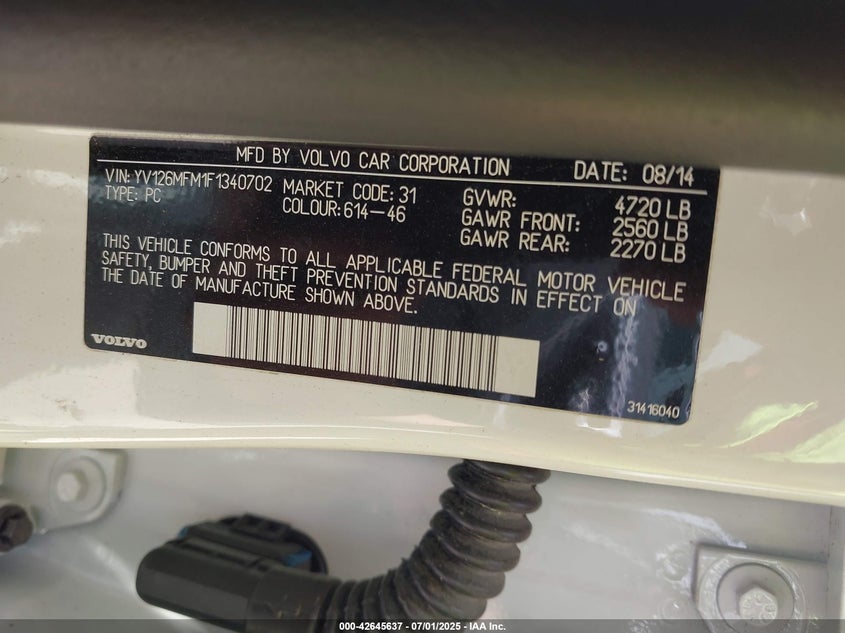 MFD BY VOLVO CAR CORPORATION DATE: 08/14
VIN: YV126MFM1F1340702 MARKET CODE: 31 GVWR: 4720 LB
TYPE: PC COLOUR: 614-46 GAWR FRONT: 2560 LB
GAWR REAR: 2270 LB
THIS VEHICLE CONFORMS TO ALL APPLICABLE FEDERAL MOTOR VEHICLE
SAFETY, BUMPER AND THEFT PREVENTION STANDARDS IN EFFECT ON
THE DATE OF MANUFACTURE SHOWN ABOVE.
VOLVO
31416040
000-42645637 - 07/01/2025 - IAA Inc.